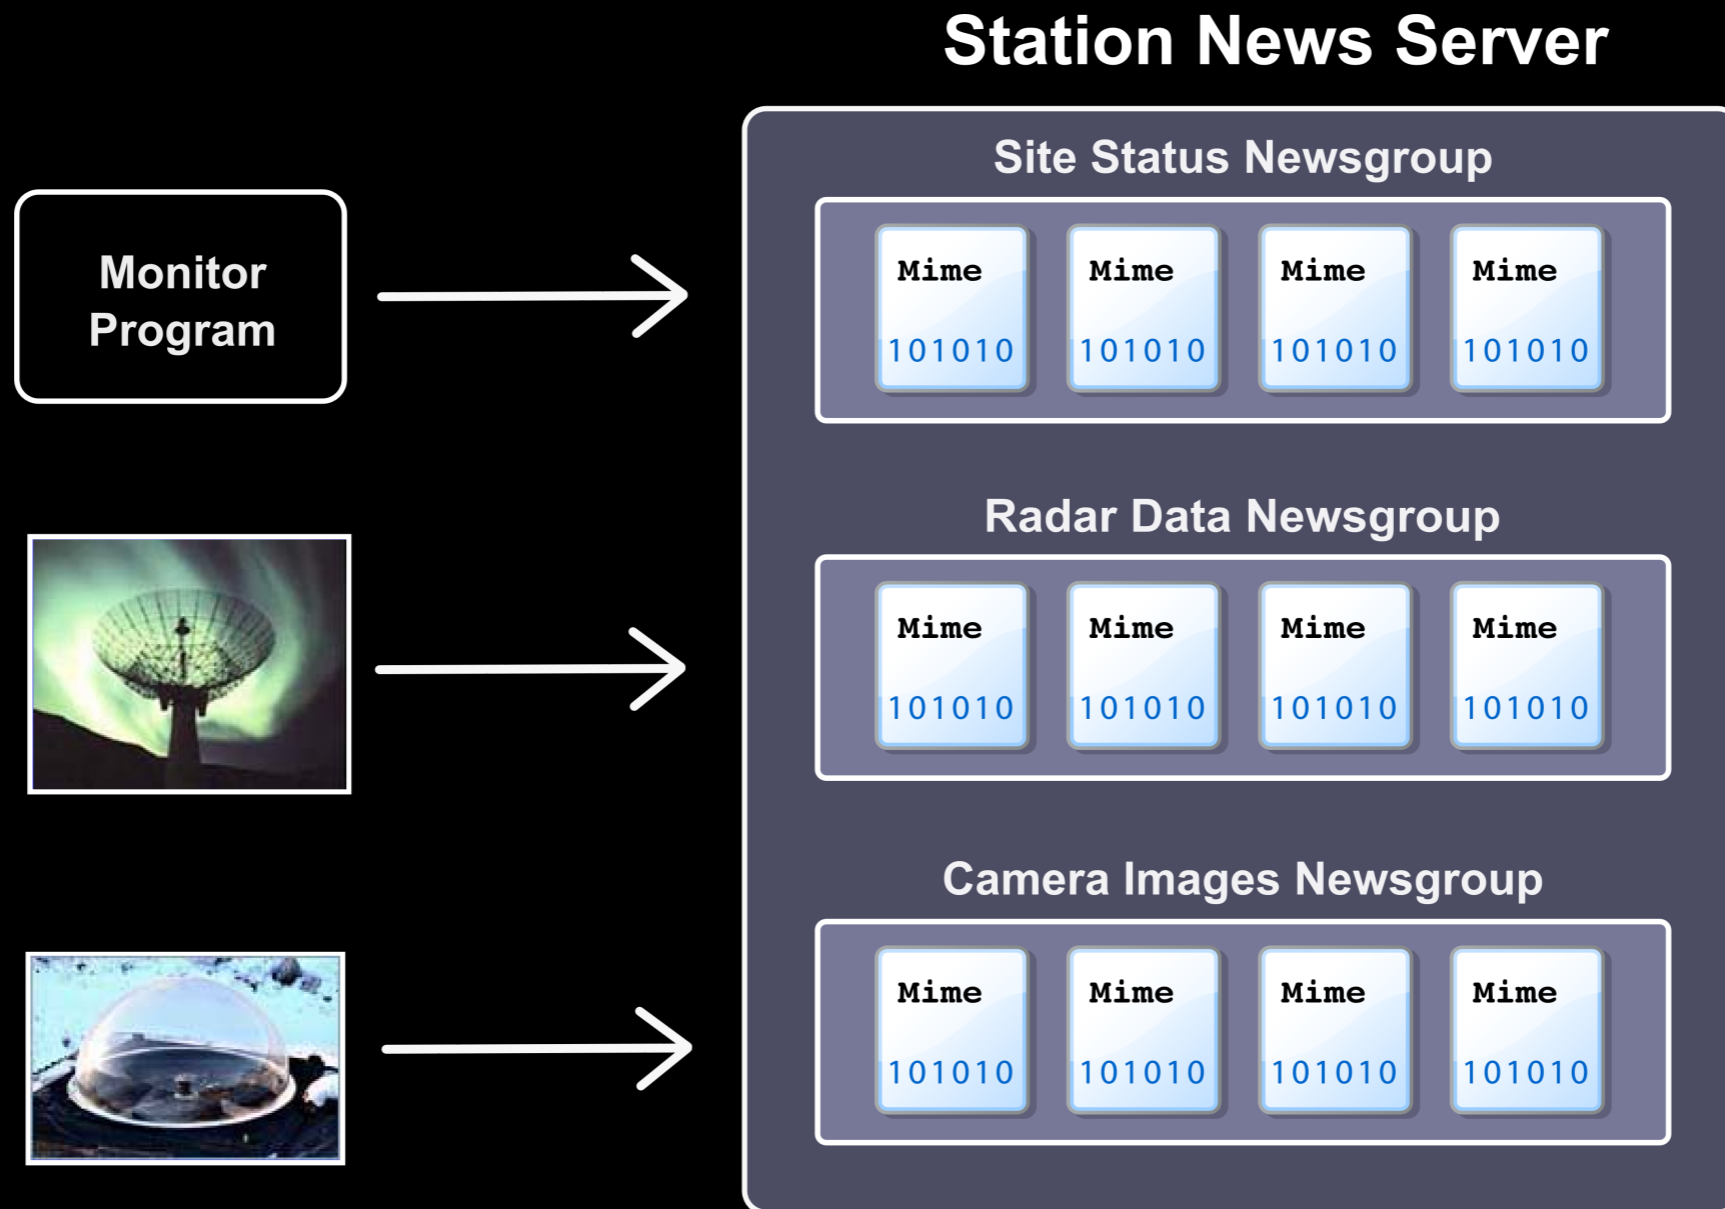 Station News Server
Site Status Newsgroup
Monitor
Program
Mime Mime Mime Mime
101010 101010 101010 101010
Radar Data Newsgroup
Mime Mime Mime Mime
101010 101010 101010 101010
Camera Images Newsgroup
Mime Mime Mime Mime
101010 101010 101010 101010